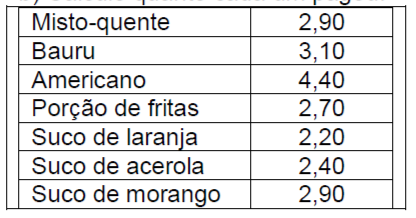 Misto-quente 2,90
Bauru 3,10
Americano 4,40
Porção de fritas 2,70
Suco de laranja 2,20
Suco de acerola 2,40
Suco de morango 2,90